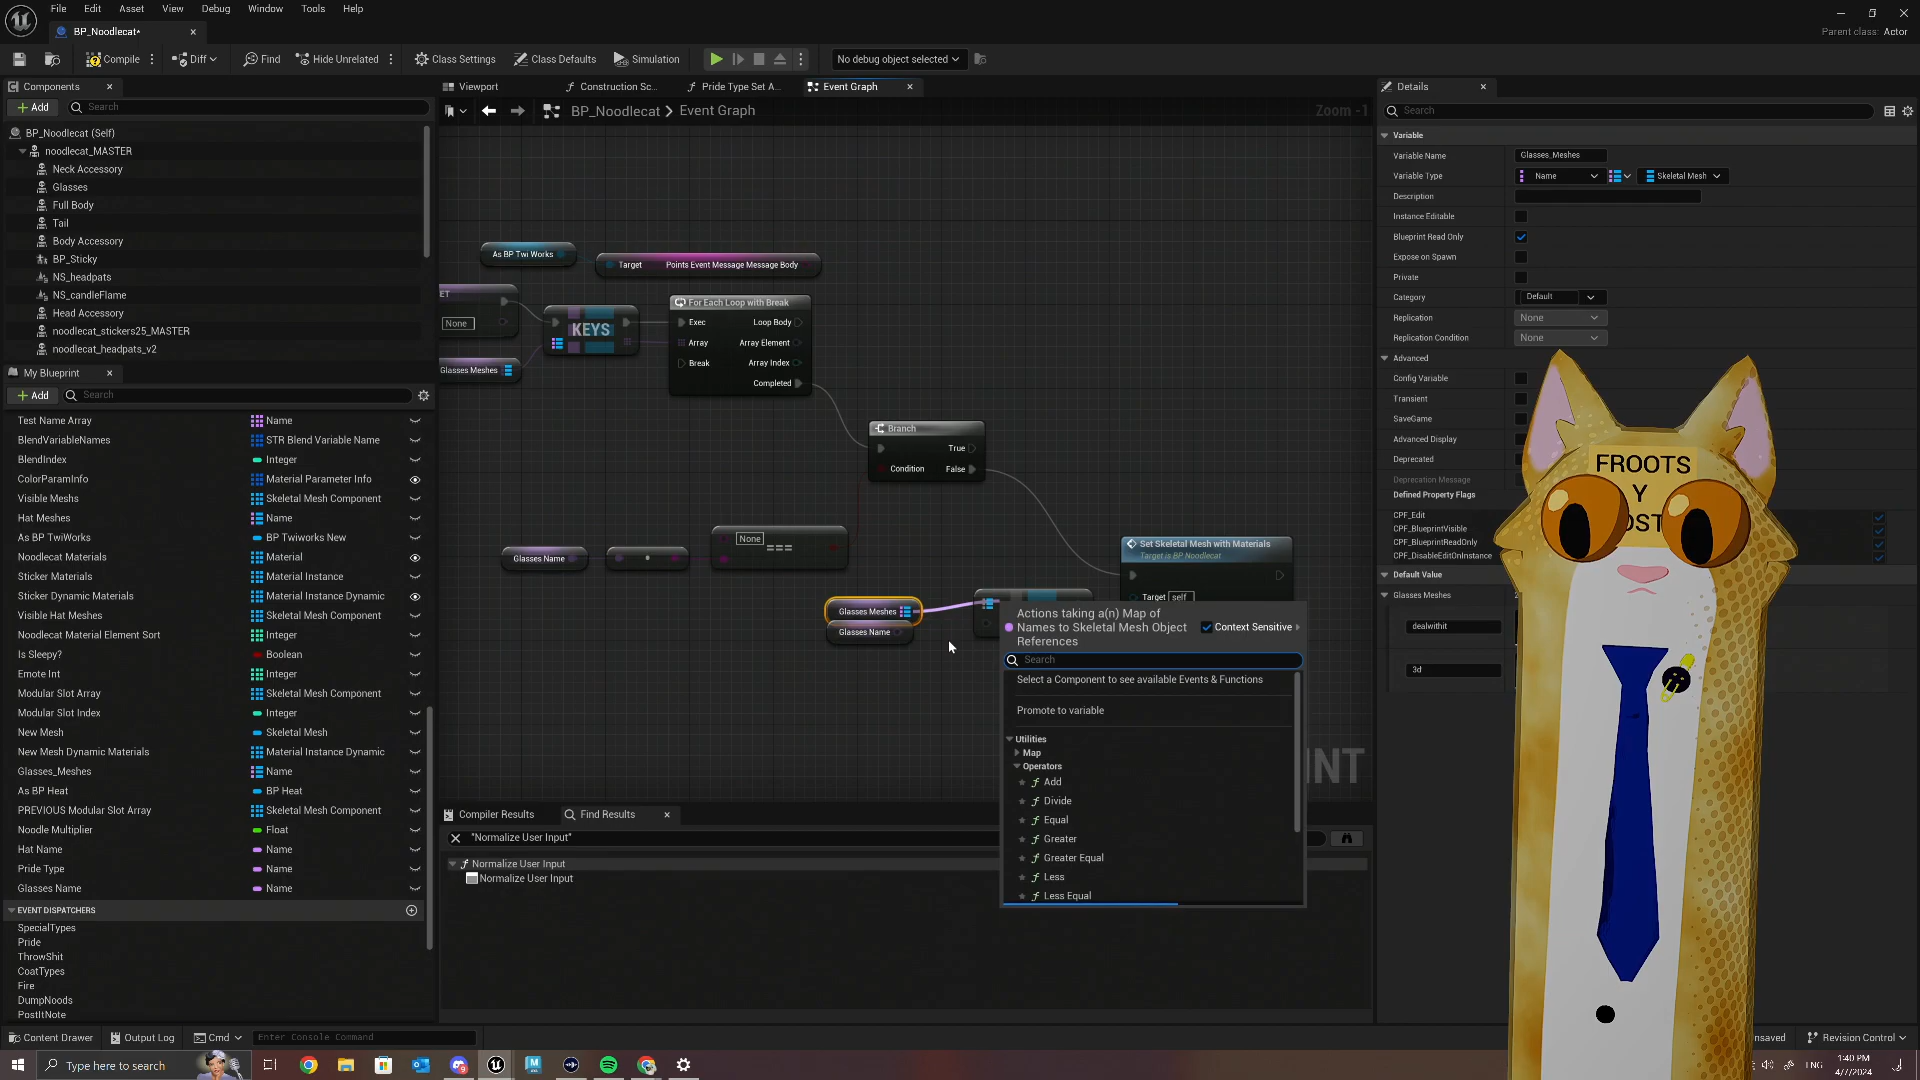 File Edit Asset View Debug Window Tools Help
BP_Noodlecat*
Parent class: Actor
Compile Diff Find Hide Unrelated Class Settings Class Defaults Simulation No debug object selected
Components
Add Search
BP_Noodlecat (Self)
noodlecat_MASTER
Neck Accessory
Glasses
Full Body
Tail
Body Accessory
BP_Sticky
NS_headpats
NS_candleFlame
Head Accessory
noodlecat_stickers25_MASTER
noodlecat_headpats_v2
My Blueprint
Add Search
Test Name Array Name
BlendVariableNames STR Blend Variable Name
BlendIndex Integer
ColorParamInfo Material Parameter Info
Visible Meshs Skeletal Mesh Component
Hat Meshes Name
As BP TwiWorks BP Twiworks New
Noodlecat Materials Material
Sticker Materials Material Instance
Sticker Dynamic Materials Material Instance Dynamic
Visible Hat Meshes Skeletal Mesh Component
Noodlecat Material Element Sort Integer
Is Sleepy? Boolean
Emote Int Integer
Modular Slot Array Skeletal Mesh Component
Modular Slot Index Integer
New Mesh Skeletal Mesh
New Mesh Dynamic Materials Material Instance Dynamic
Glasses_Meshes Name
As BP Heat BP Heat
PREVIOUS Modular Slot Array Skeletal Mesh Component
Noodle Multiplier Float
Hat Name Name
Pride Type Name
Glasses Name Name
EVENT DISPATCHERS
SpecialTypes
Pride
ThrowShit
CoatTypes
Fire
DumpNoods
PostItNote
Viewport Construction Sc... Pride Type Set A... Event Graph
BP_Noodlecat > Event Graph Zoom -1
As BP Twi Works
Target Points Event Message Message Body
None
Glasses Meshes
KEYS
For Each Loop with Break
Exec Loop Body
Array Array Element
Break Array Index
Completed
Branch
True
Condition False
Glasses Name
None
===
Glasses Meshes
Glasses Name
Set Skeletal Mesh with Materials
Target is BP Noodlecat
Target self
Actions taking a(n) Map of
Names to Skeletal Mesh Object
References
Context Sensitive
Search
Select a Component to see available Events & Functions
Promote to variable
Utilities
Map
Operators
Add
Divide
Equal
Greater
Greater Equal
Less
Less Equal
Compiler Results Find Results
"Normalize User Input"
Normalize User Input
Normalize User Input
Details
Search
Variable
Variable Name Glasses_Meshes
Variable Type Name Skeletal Mesh
Description
Instance Editable
Blueprint Read Only
Expose on Spawn
Private
Category Default
Replication None
Replication Condition None
Advanced
Config Variable
Transient
SaveGame
Advanced Display
Deprecated
Deprecation Message
Defined Property Flags
CPF_Edit
CPF_BlueprintVisible
CPF_BlueprintReadOnly
CPF_DisableEditOnInstance
Default Value
Glasses Meshes
dealwithit
3d
FROOTS
Y
Content Drawer Output Log Cmd Enter Console Command Revision Control
Type here to search
ENG 1:40 PM
4/7/2024